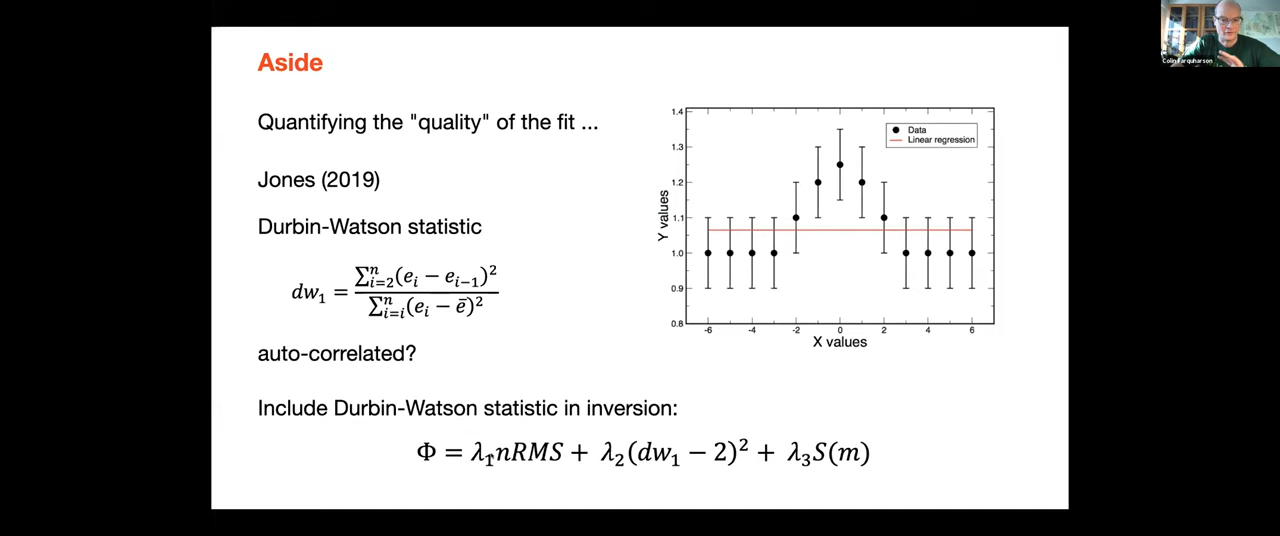 Aside
Quantifying the "quality" of the fit ...
Jones (2019)
Durbin-Watson statistic
dw₁ = ∑ⁿᵢ₌₂(eᵢ − eᵢ₋₁)² / ∑ⁿᵢ₌ᵢ(eᵢ − ē)²
auto-correlated?
Include Durbin-Watson statistic in inversion:
Φ = λ₁nRMS + λ₂(dw₁ − 2)² + λ₃S(m)
1.4
1.3
1.2
1.1
1.0
0.9
0.8
Y values
Data
Linear regression
-6 -4 -2 0 2 4 6
X values
Colin Farquharson